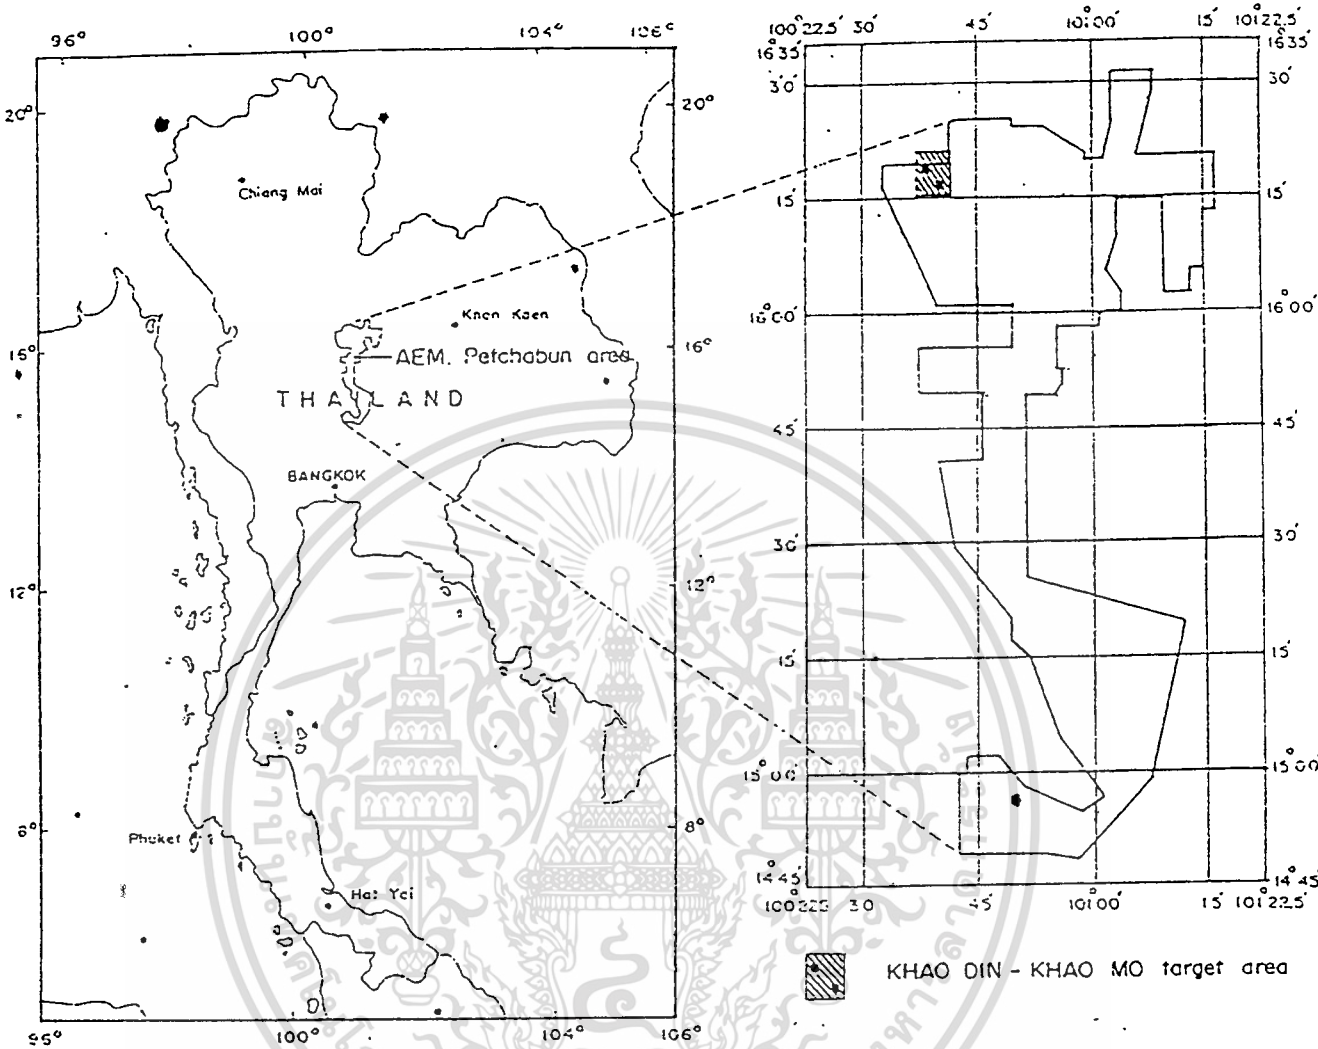 96° 100° 104° 106°
20° 20°
Chiang Mai
Khon Kaen
16° 16°
AEM. Petchabun area
THAILAND
BANGKOK
12° 12°
8° 8°
Phuket
Hat Yai
96° 100° 104° 106°
100°22.5' 30' 45' 101°00' 15' 101°22.5'
16°35' 16°35'
30' 30'
15' 15'
16°00' 16°00'
45' 45'
30' 30'
15' 15'
15°00' 15°00'
14°45' 14°45'
100°22.5 30' 45' 101°00' 15' 101°22.5'
KHAO DIN - KHAO MO target area